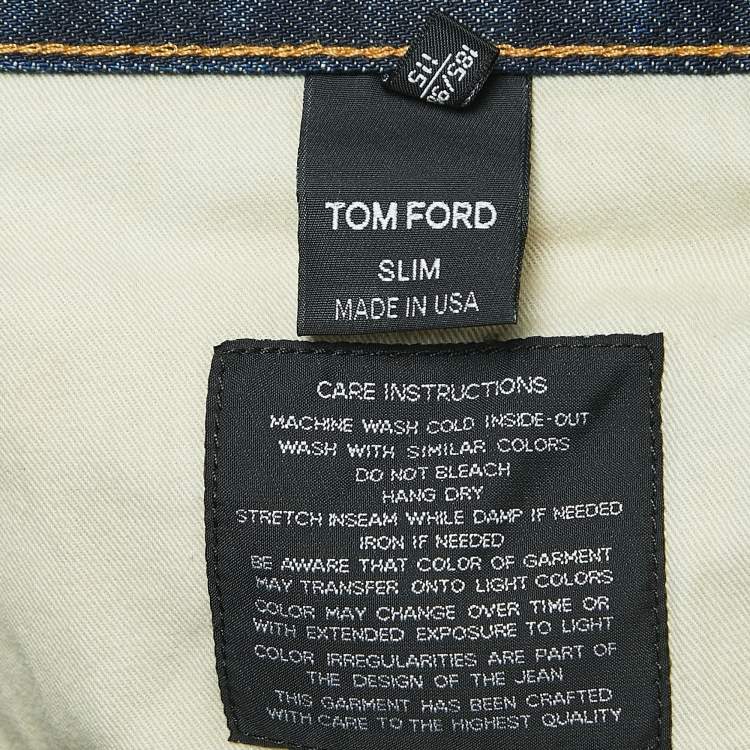 185/9
115
TOM FORD
SLIM
MADE IN USA
CARE INSTRUCTIONS
MACHINE WASH COLD INSIDE-OUT
WASH WITH SIMILAR COLORS
DO NOT BLEACH
HANG DRY
STRETCH INSEAM WHILE DAMP IF NEEDED
IRON IF NEEDED
BE AWARE THAT COLOR OF GARMENT
MAY TRANSFER ONTO LIGHT COLORS
COLOR MAY CHANGE OVER TIME OR
WITH EXTENDED EXPOSURE TO LIGHT
COLOR IRREGULARITIES ARE PART OF
THE DESIGN OF THE JEAN
THIS GARMENT HAS BEEN CRAFTED
WITH CARE TO THE HIGHEST QUALITY